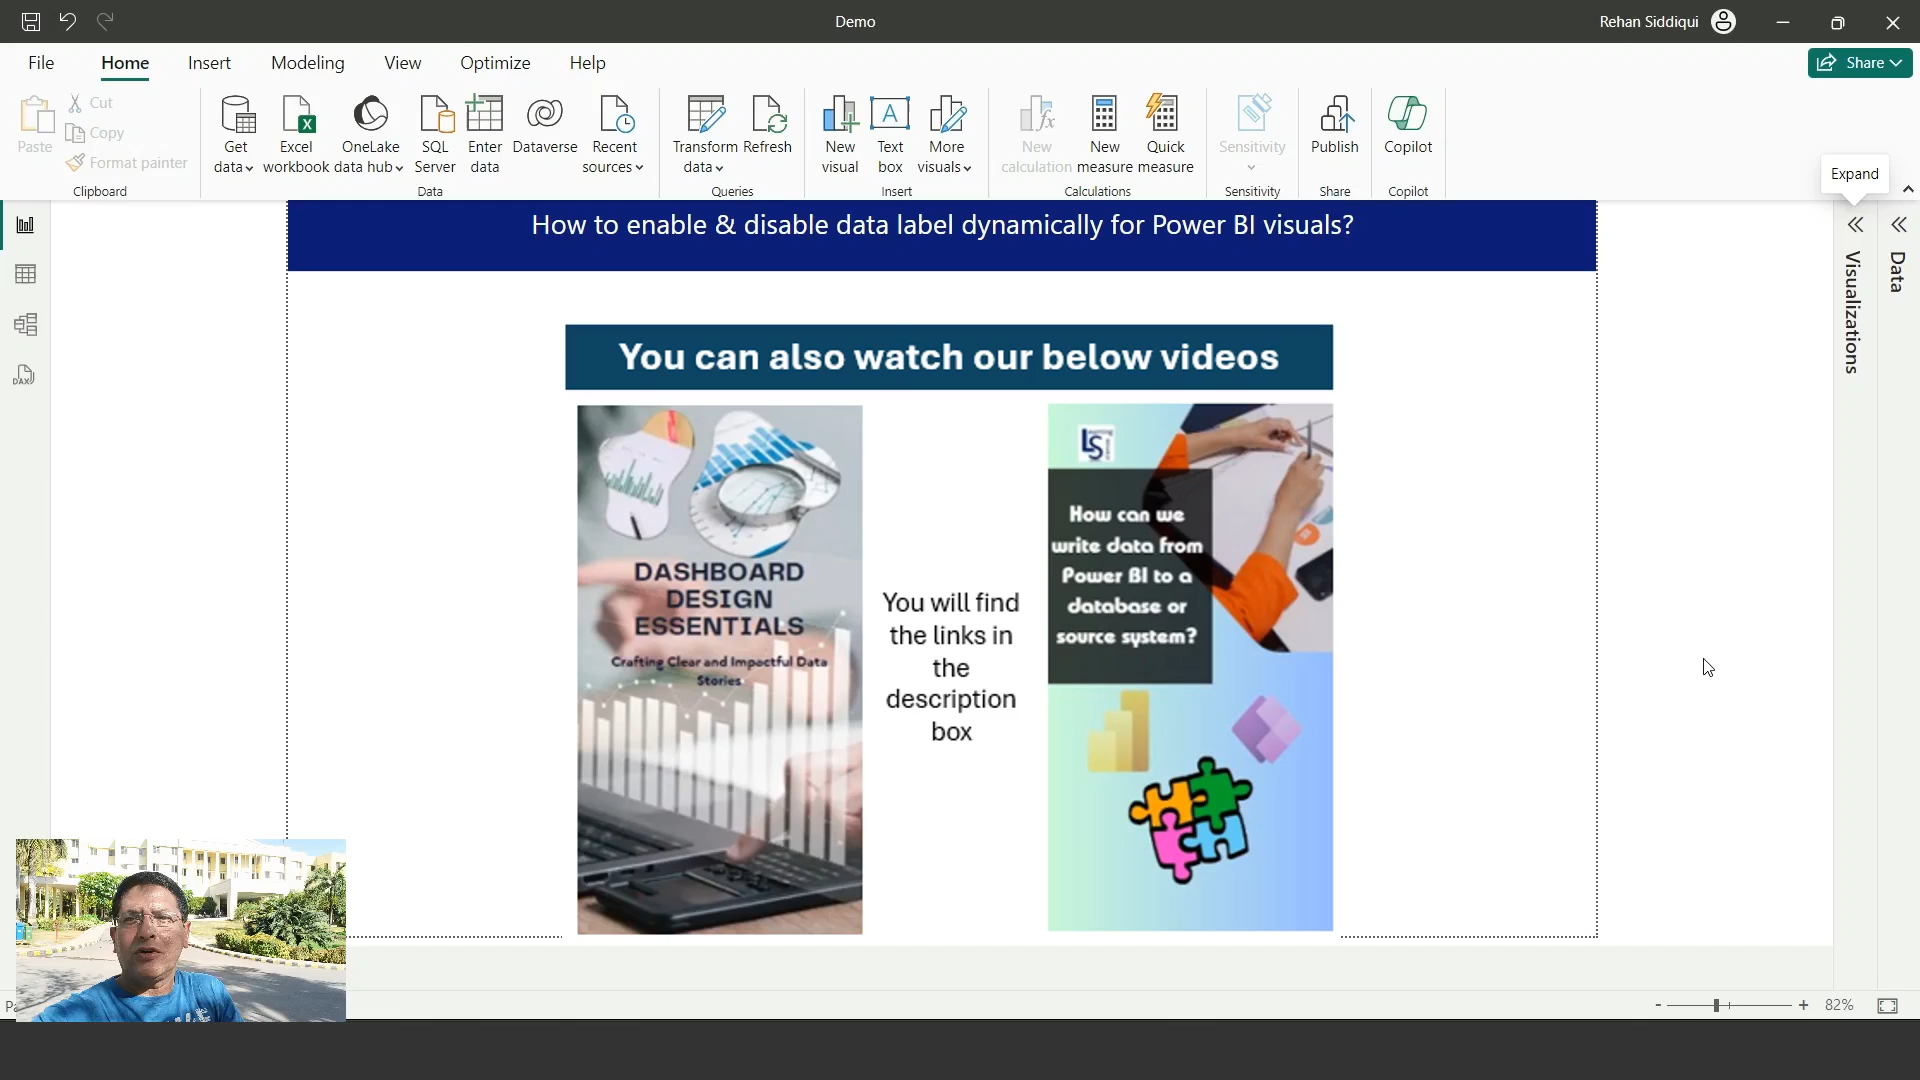 Demo
Rehan Siddiqui
File
Home
Insert
Modeling
View
Optimize
Help
Share
Paste
Cut
Copy
Format painter
Clipboard
Get
data
Excel
workbook
OneLake
data hub
SQL
Server
Enter
data
Dataverse
Recent
sources
Data
Transform
data
Refresh
Queries
New
visual
Text
box
More
visuals
Insert
New
calculation
New
measure
Quick
measure
Calculations
Sensitivity
Sensitivity
Publish
Share
Copilot
Copilot
Expand
How to enable & disable data label dynamically for Power BI visuals?
Visualizations
Data
DAX
You can also watch our below videos
DASHBOARD
DESIGN
ESSENTIALS
Crafting Clear and Impactful Data
Stories
You will find
the links in
the
description
box
How can we
write data from
Power BI to a
database or
source system?
82%